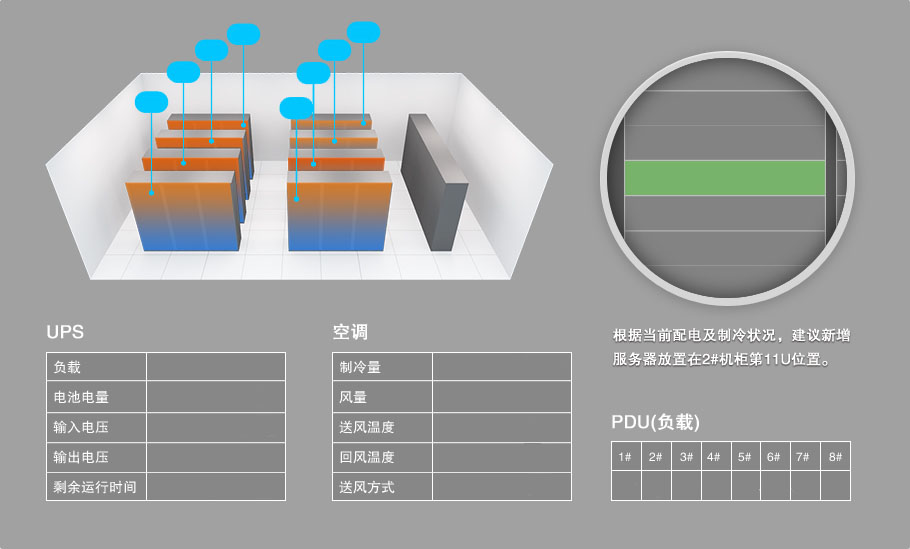 根据当前配电及制冷状况，建议新增
服务器放置在2#机柜第11U位置。
UPS
负载
电池电量
输入电压
输出电压
剩余运行时间
空调
制冷量
风量
送风温度
回风温度
送风方式
PDU(负载)
1# 2# 3# 4# 5# 6# 7# 8#